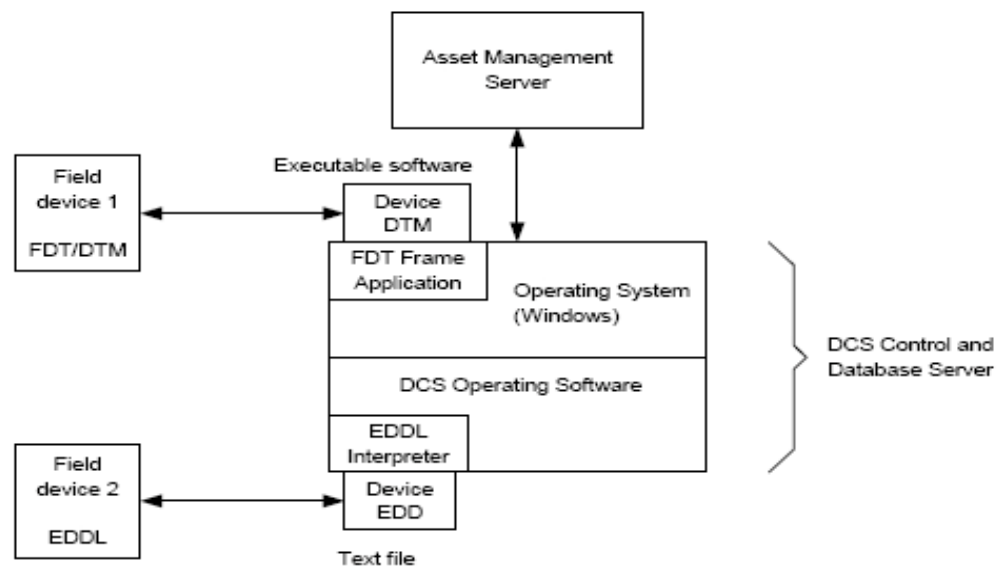 Asset Management
Server
Executable software
Field
device 1
FDT/DTM
Device
DTM
FDT Frame
Application
Operating System
(Windows)
DCS Control and
Database Server
DCS Operating Software
EDDL
Interpreter
Field
device 2
EDDL
Device
EDD
Text file